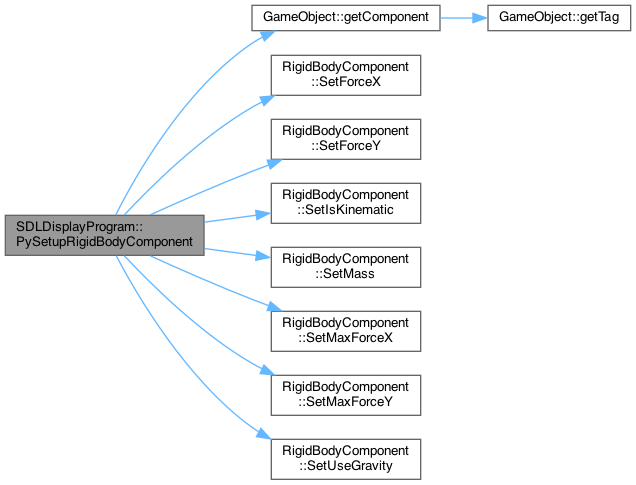 GameObject::getComponent
GameObject::getTag
RigidBodyComponent
::SetForceX
RigidBodyComponent
::SetForceY
RigidBodyComponent
::SetIsKinematic
SDLDisplayProgram::
PySetupRigidBodyComponent
RigidBodyComponent
::SetMass
RigidBodyComponent
::SetMaxForceX
RigidBodyComponent
::SetMaxForceY
RigidBodyComponent
::SetUseGravity